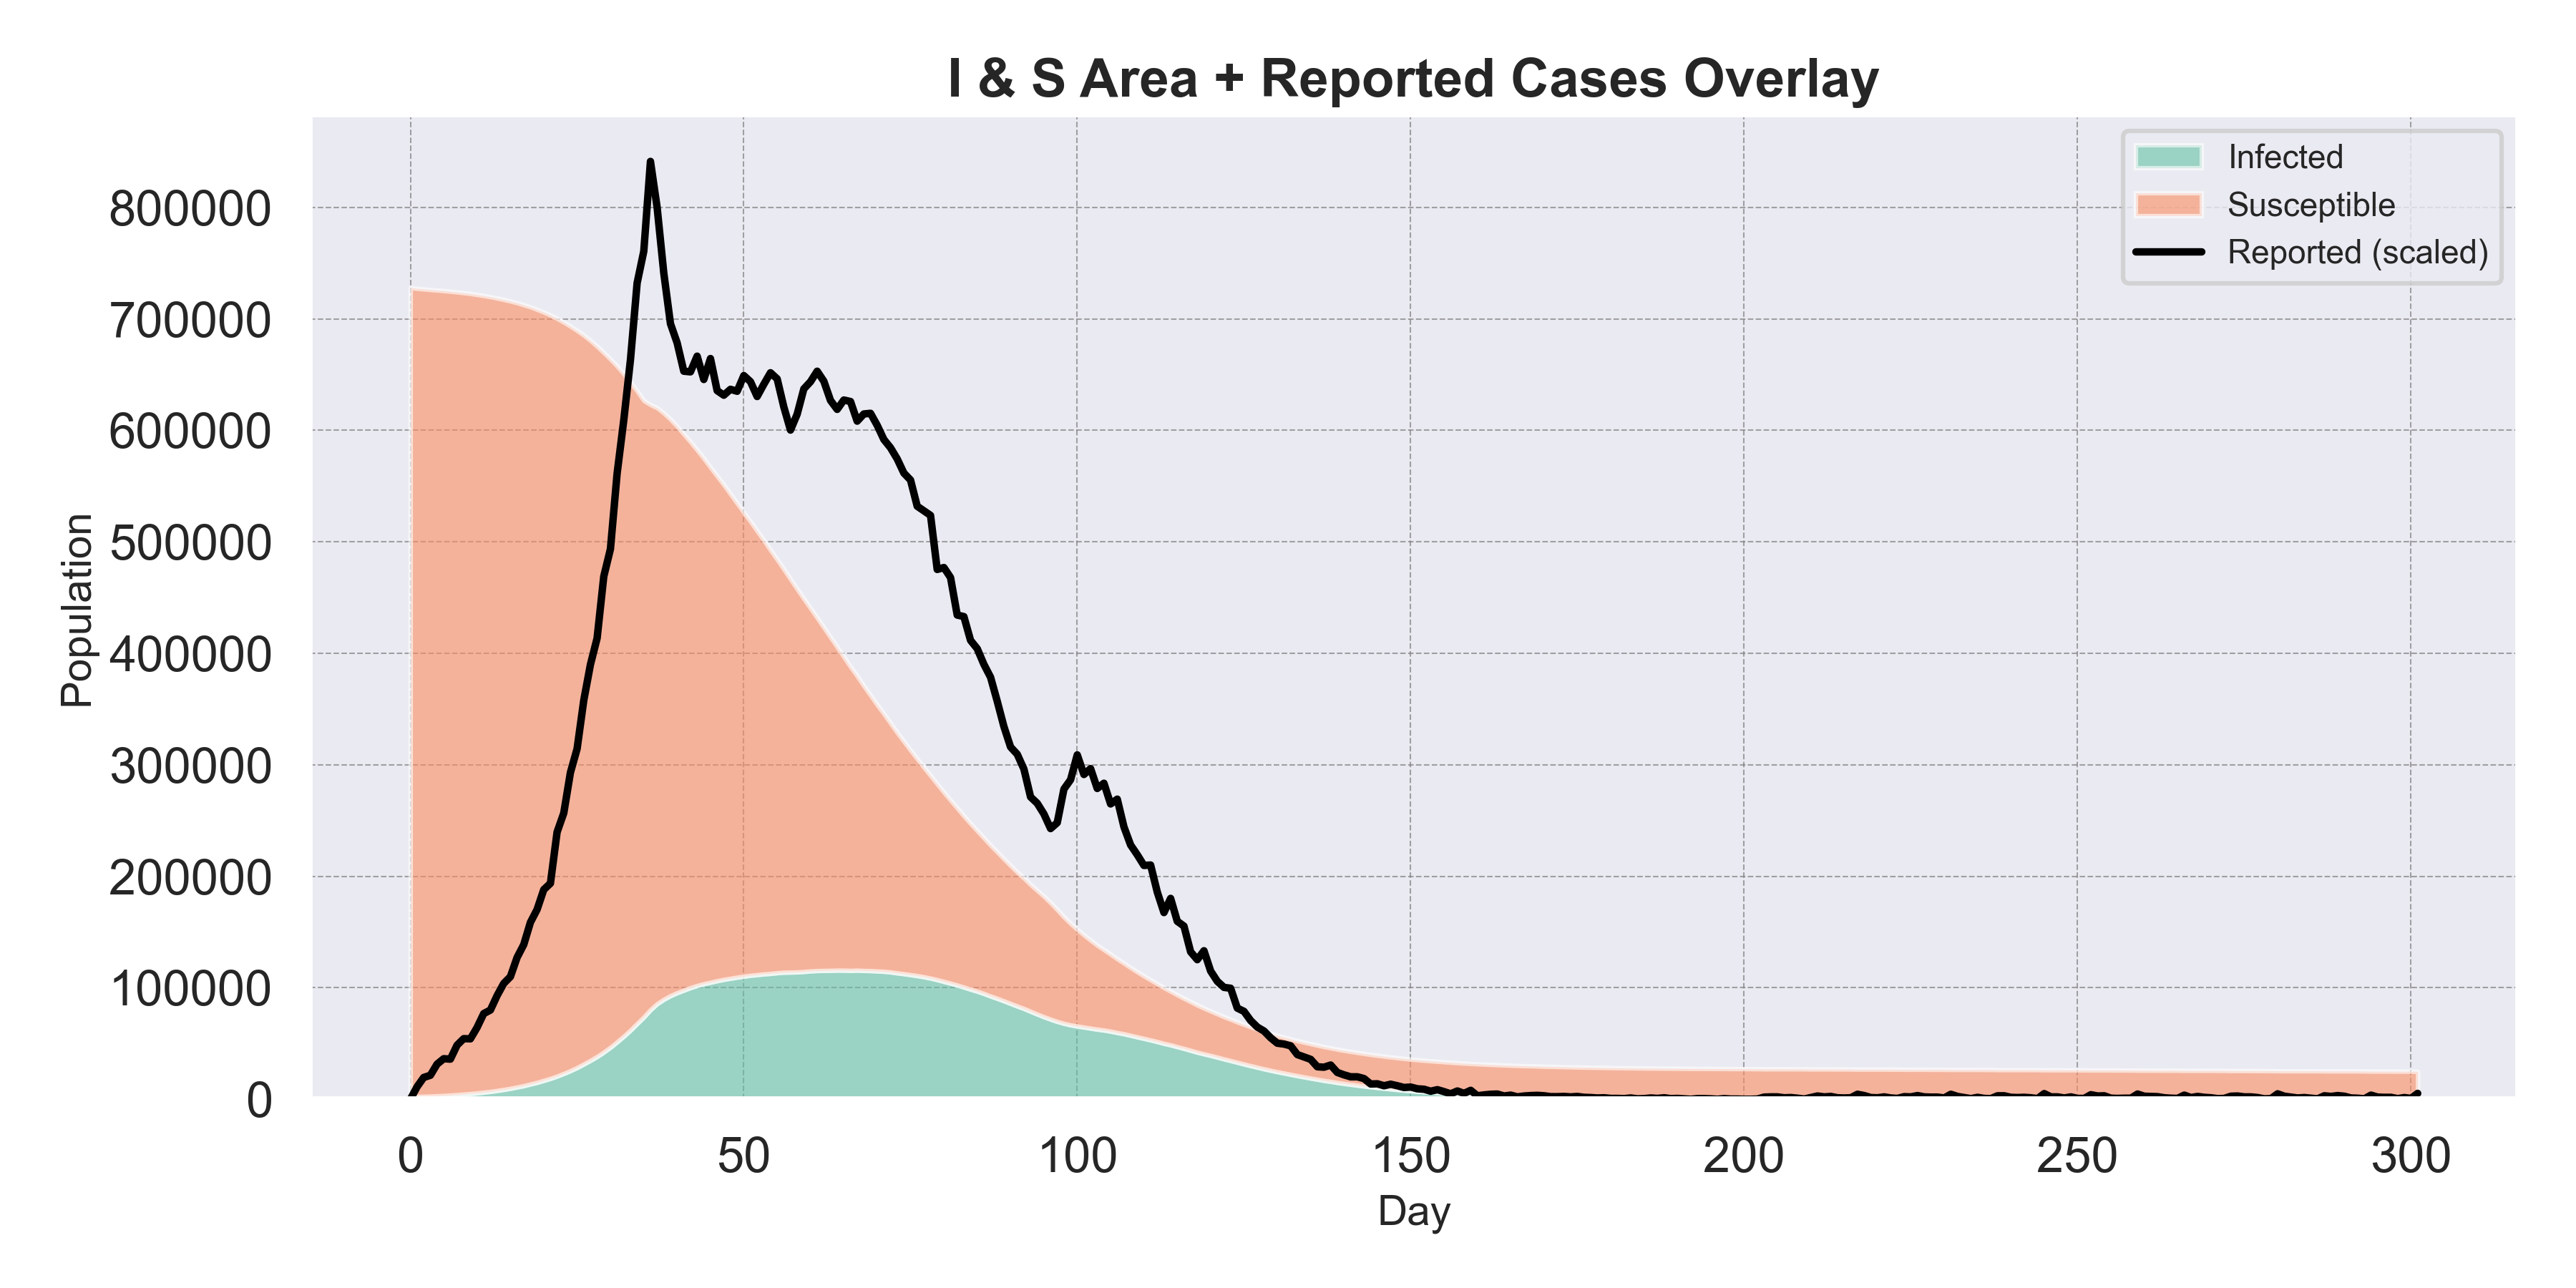 I & S Area + Reported Cases Overlay
Infected
Susceptible
Reported (scaled)
Population
800000
700000
600000
500000
400000
300000
200000
100000
0
0 50 100 150 200 250 300
Day